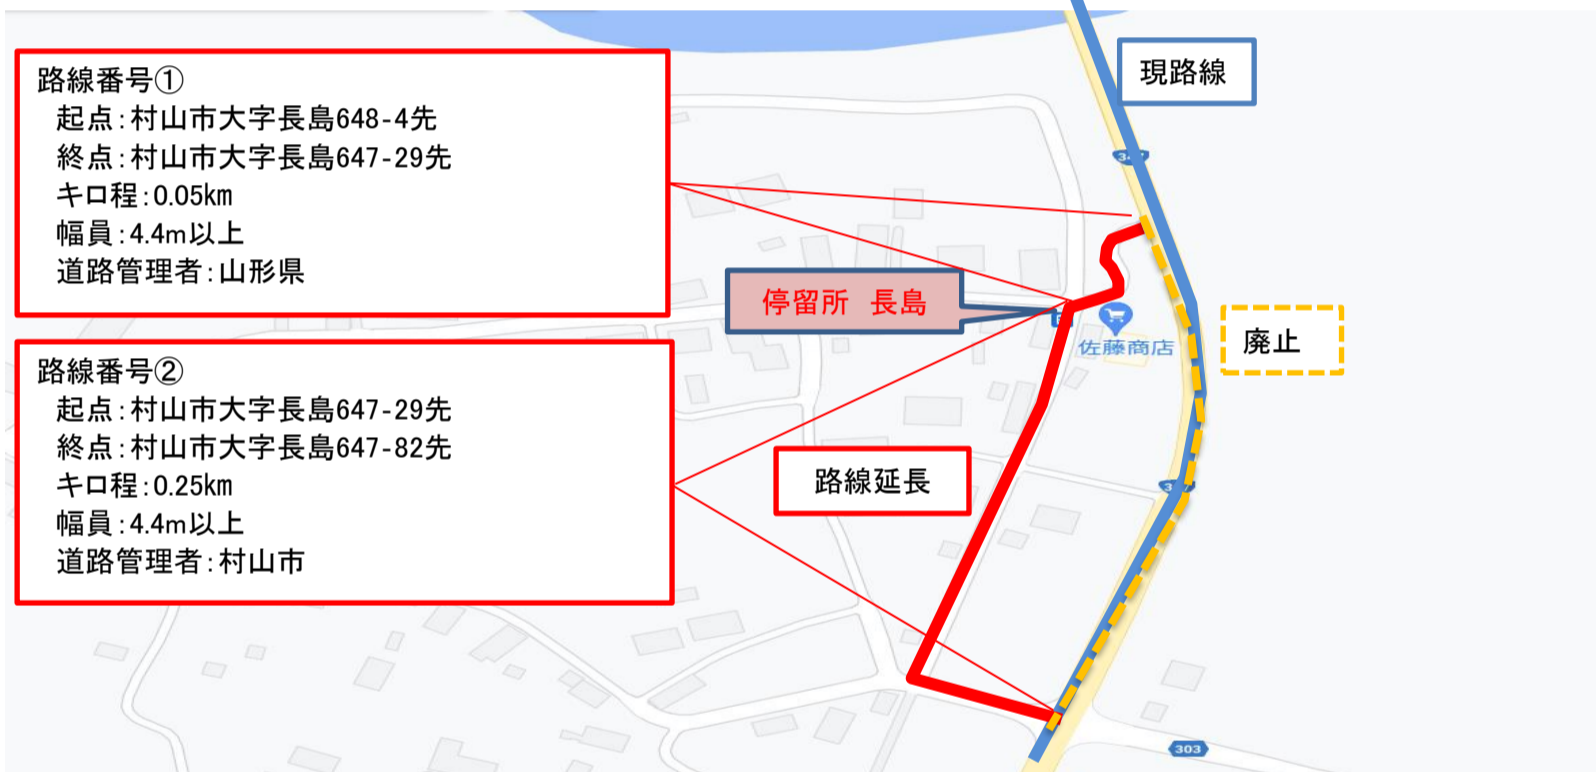 路線番号①
起点:村山市大字長島648-4先
終点:村山市大字長島647-29先
キロ程:0.05km
幅員:4.4m以上
道路管理者:山形県
現路線
停留所 長島
佐藤商店
廃止
路線番号②
起点:村山市大字長島647-29先
終点:村山市大字長島647-82先
キロ程:0.25km
幅員:4.4m以上
道路管理者:村山市
路線延長
303